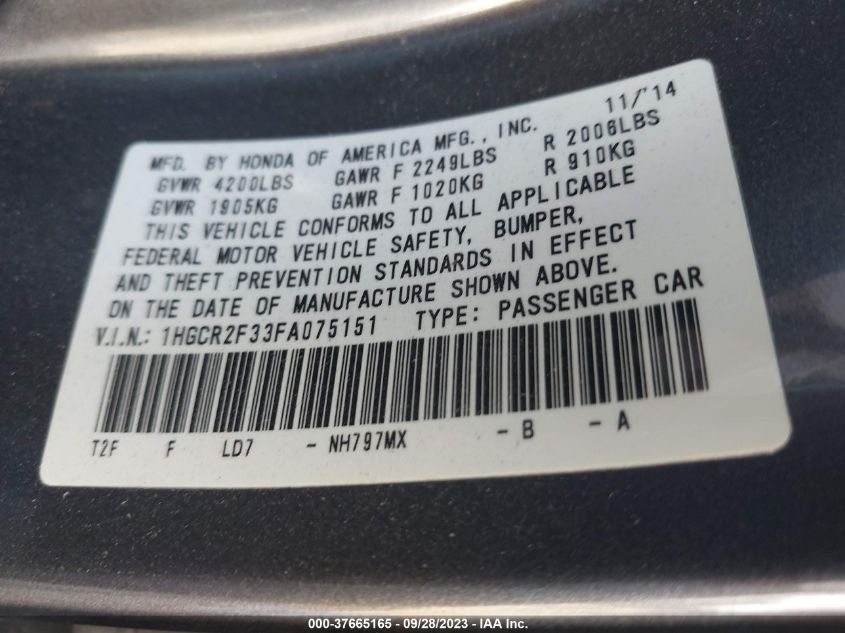 11/'14
MFD. BY HONDA OF AMERICA MFG., INC.
GVWR 4200LBS GAWR F 2249LBS R 2006LBS
GVWR 1905KG GAWR F 1020KG R 910KG
THIS VEHICLE CONFORMS TO ALL APPLICABLE
FEDERAL MOTOR VEHICLE SAFETY, BUMPER,
AND THEFT PREVENTION STANDARDS IN EFFECT
ON THE DATE OF MANUFACTURE SHOWN ABOVE.
V.I.N.: 1HGCR2F33FA075151 TYPE: PASSENGER CAR
T2F F LD7 - NH797MX - B - A
000-37665165 - 09/28/2023 - IAA Inc.